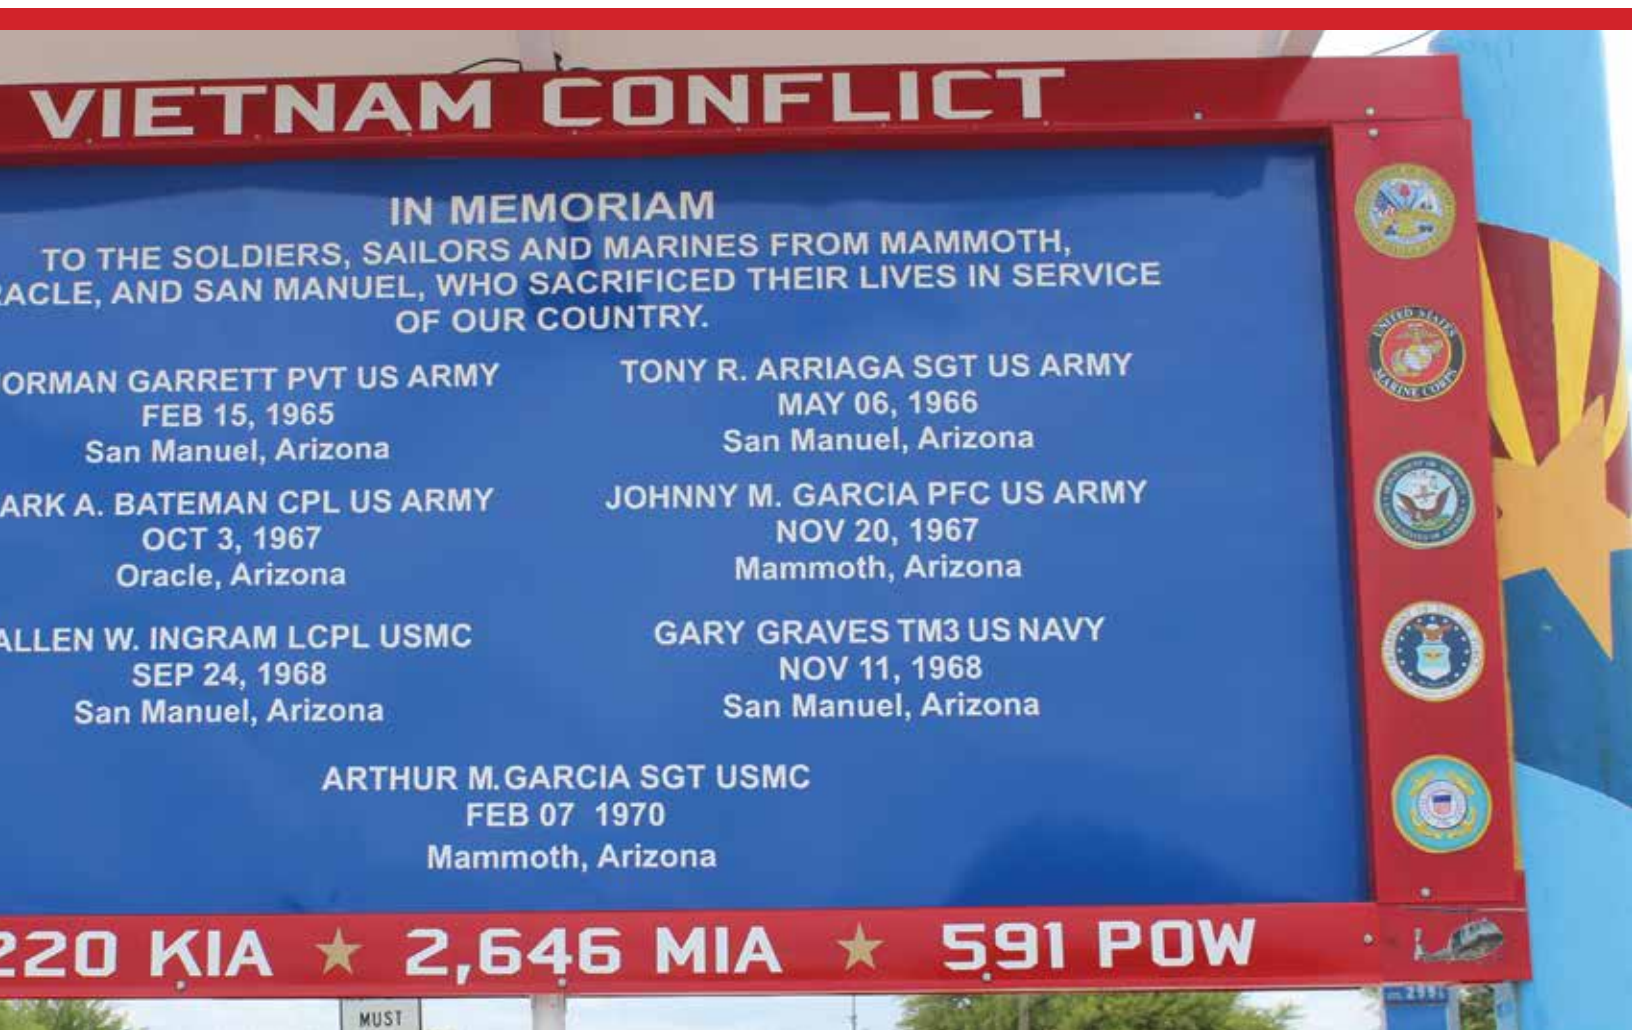 VIETNAM CONFLICT
IN MEMORIAM
TO THE SOLDIERS, SAILORS AND MARINES FROM MAMMOTH,
RACLE, AND SAN MANUEL, WHO SACRIFICED THEIR LIVES IN SERVICE
OF OUR COUNTRY.
ORMAN GARRETT PVT US ARMY
FEB 15, 1965
San Manuel, Arizona
TONY R. ARRIAGA SGT US ARMY
MAY 06, 1966
San Manuel, Arizona
ARK A. BATEMAN CPL US ARMY
OCT 3, 1967
Oracle, Arizona
JOHNNY M. GARCIA PFC US ARMY
NOV 20, 1967
Mammoth, Arizona
ALLEN W. INGRAM LCPL USMC
SEP 24, 1968
San Manuel, Arizona
GARY GRAVES TM3 US NAVY
NOV 11, 1968
San Manuel, Arizona
ARTHUR M.GARCIA SGT USMC
FEB 07 1970
Mammoth, Arizona
220 KIA ★ 2,646 MIA ★ 591 POW
UNITED STATES
MARINE CORPS
MUST